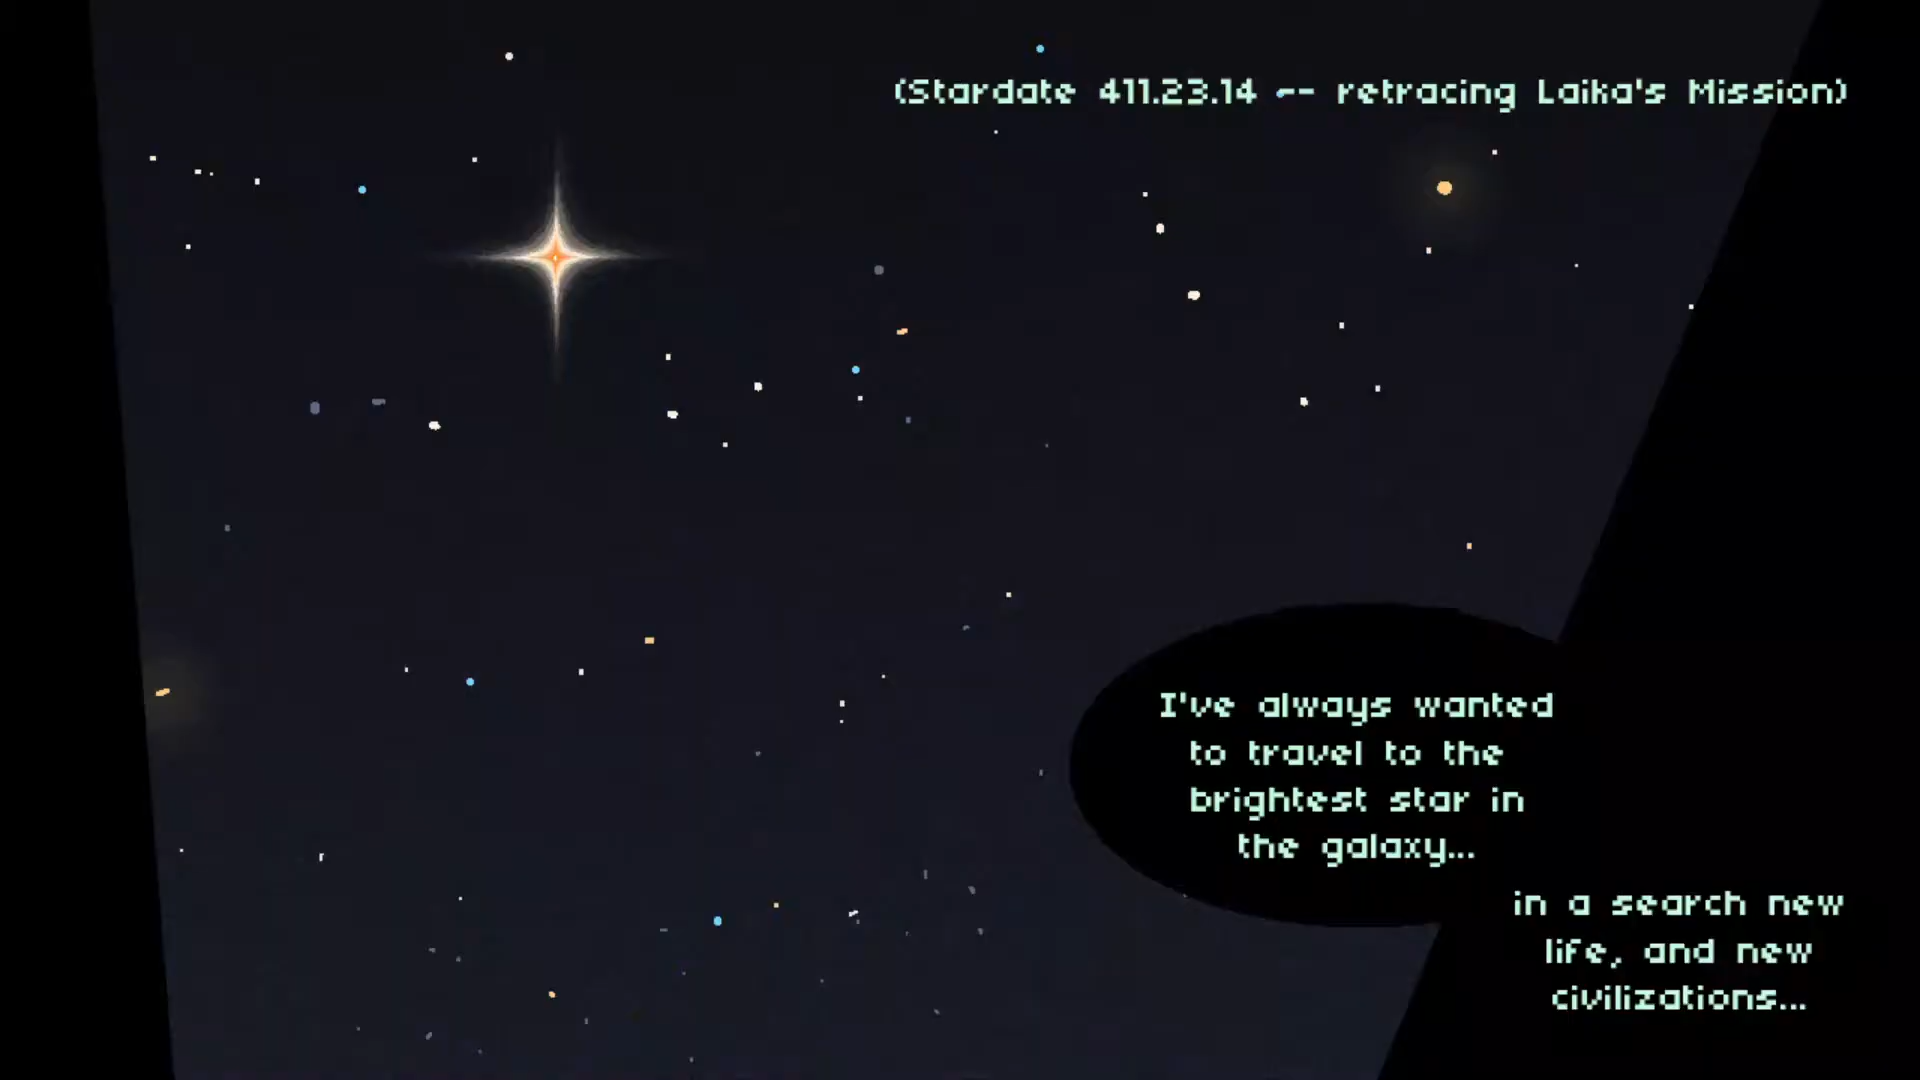 (Stardate 411.23.14 -- retracing Laika's Mission)
I've always wanted
to travel to the
brightest star in
the galaxy...
in a search new
life, and new
civilizations...